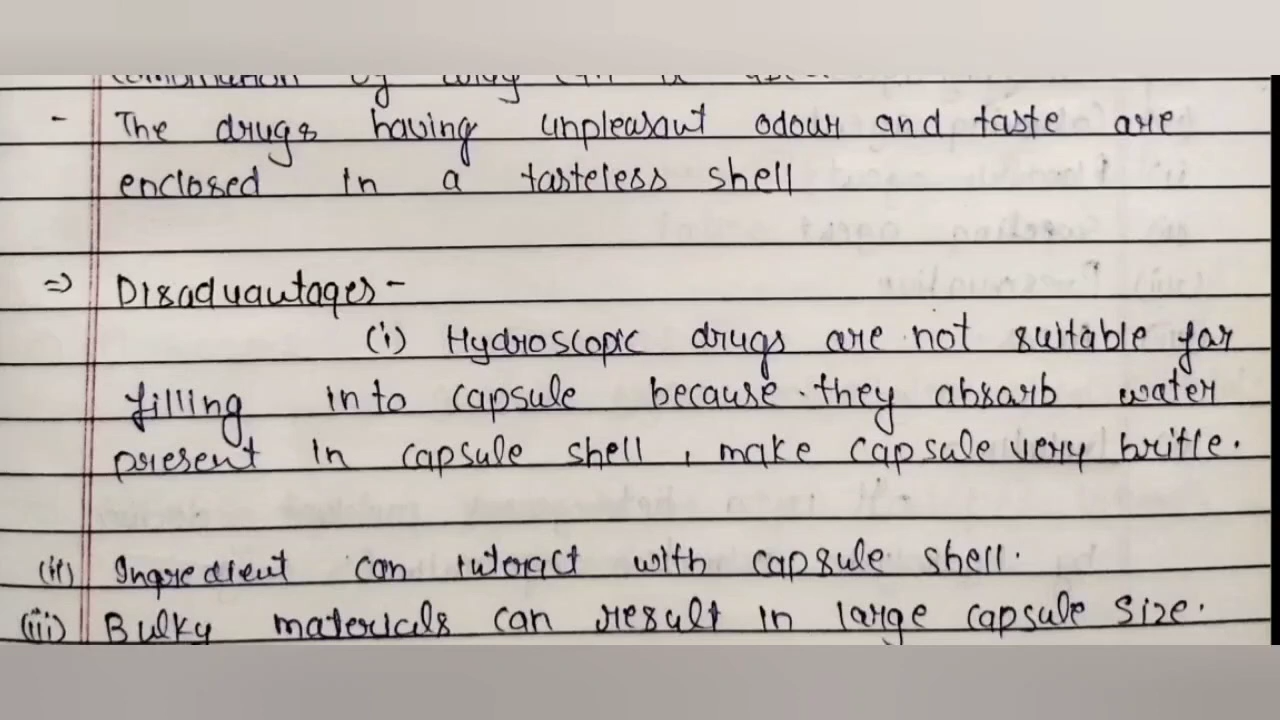 - The drugs having unpleasant odour and taste are
enclosed in a tasteless shell
⇒ Disadvantages -
(i) Hydroscopic drugs are not suitable for
filling into capsule because they absorb water
present in capsule shell, make capsule very brittle.
(ii) Ingredient can interact with capsule shell.
(iii) Bulky materials can result in large capsule size.